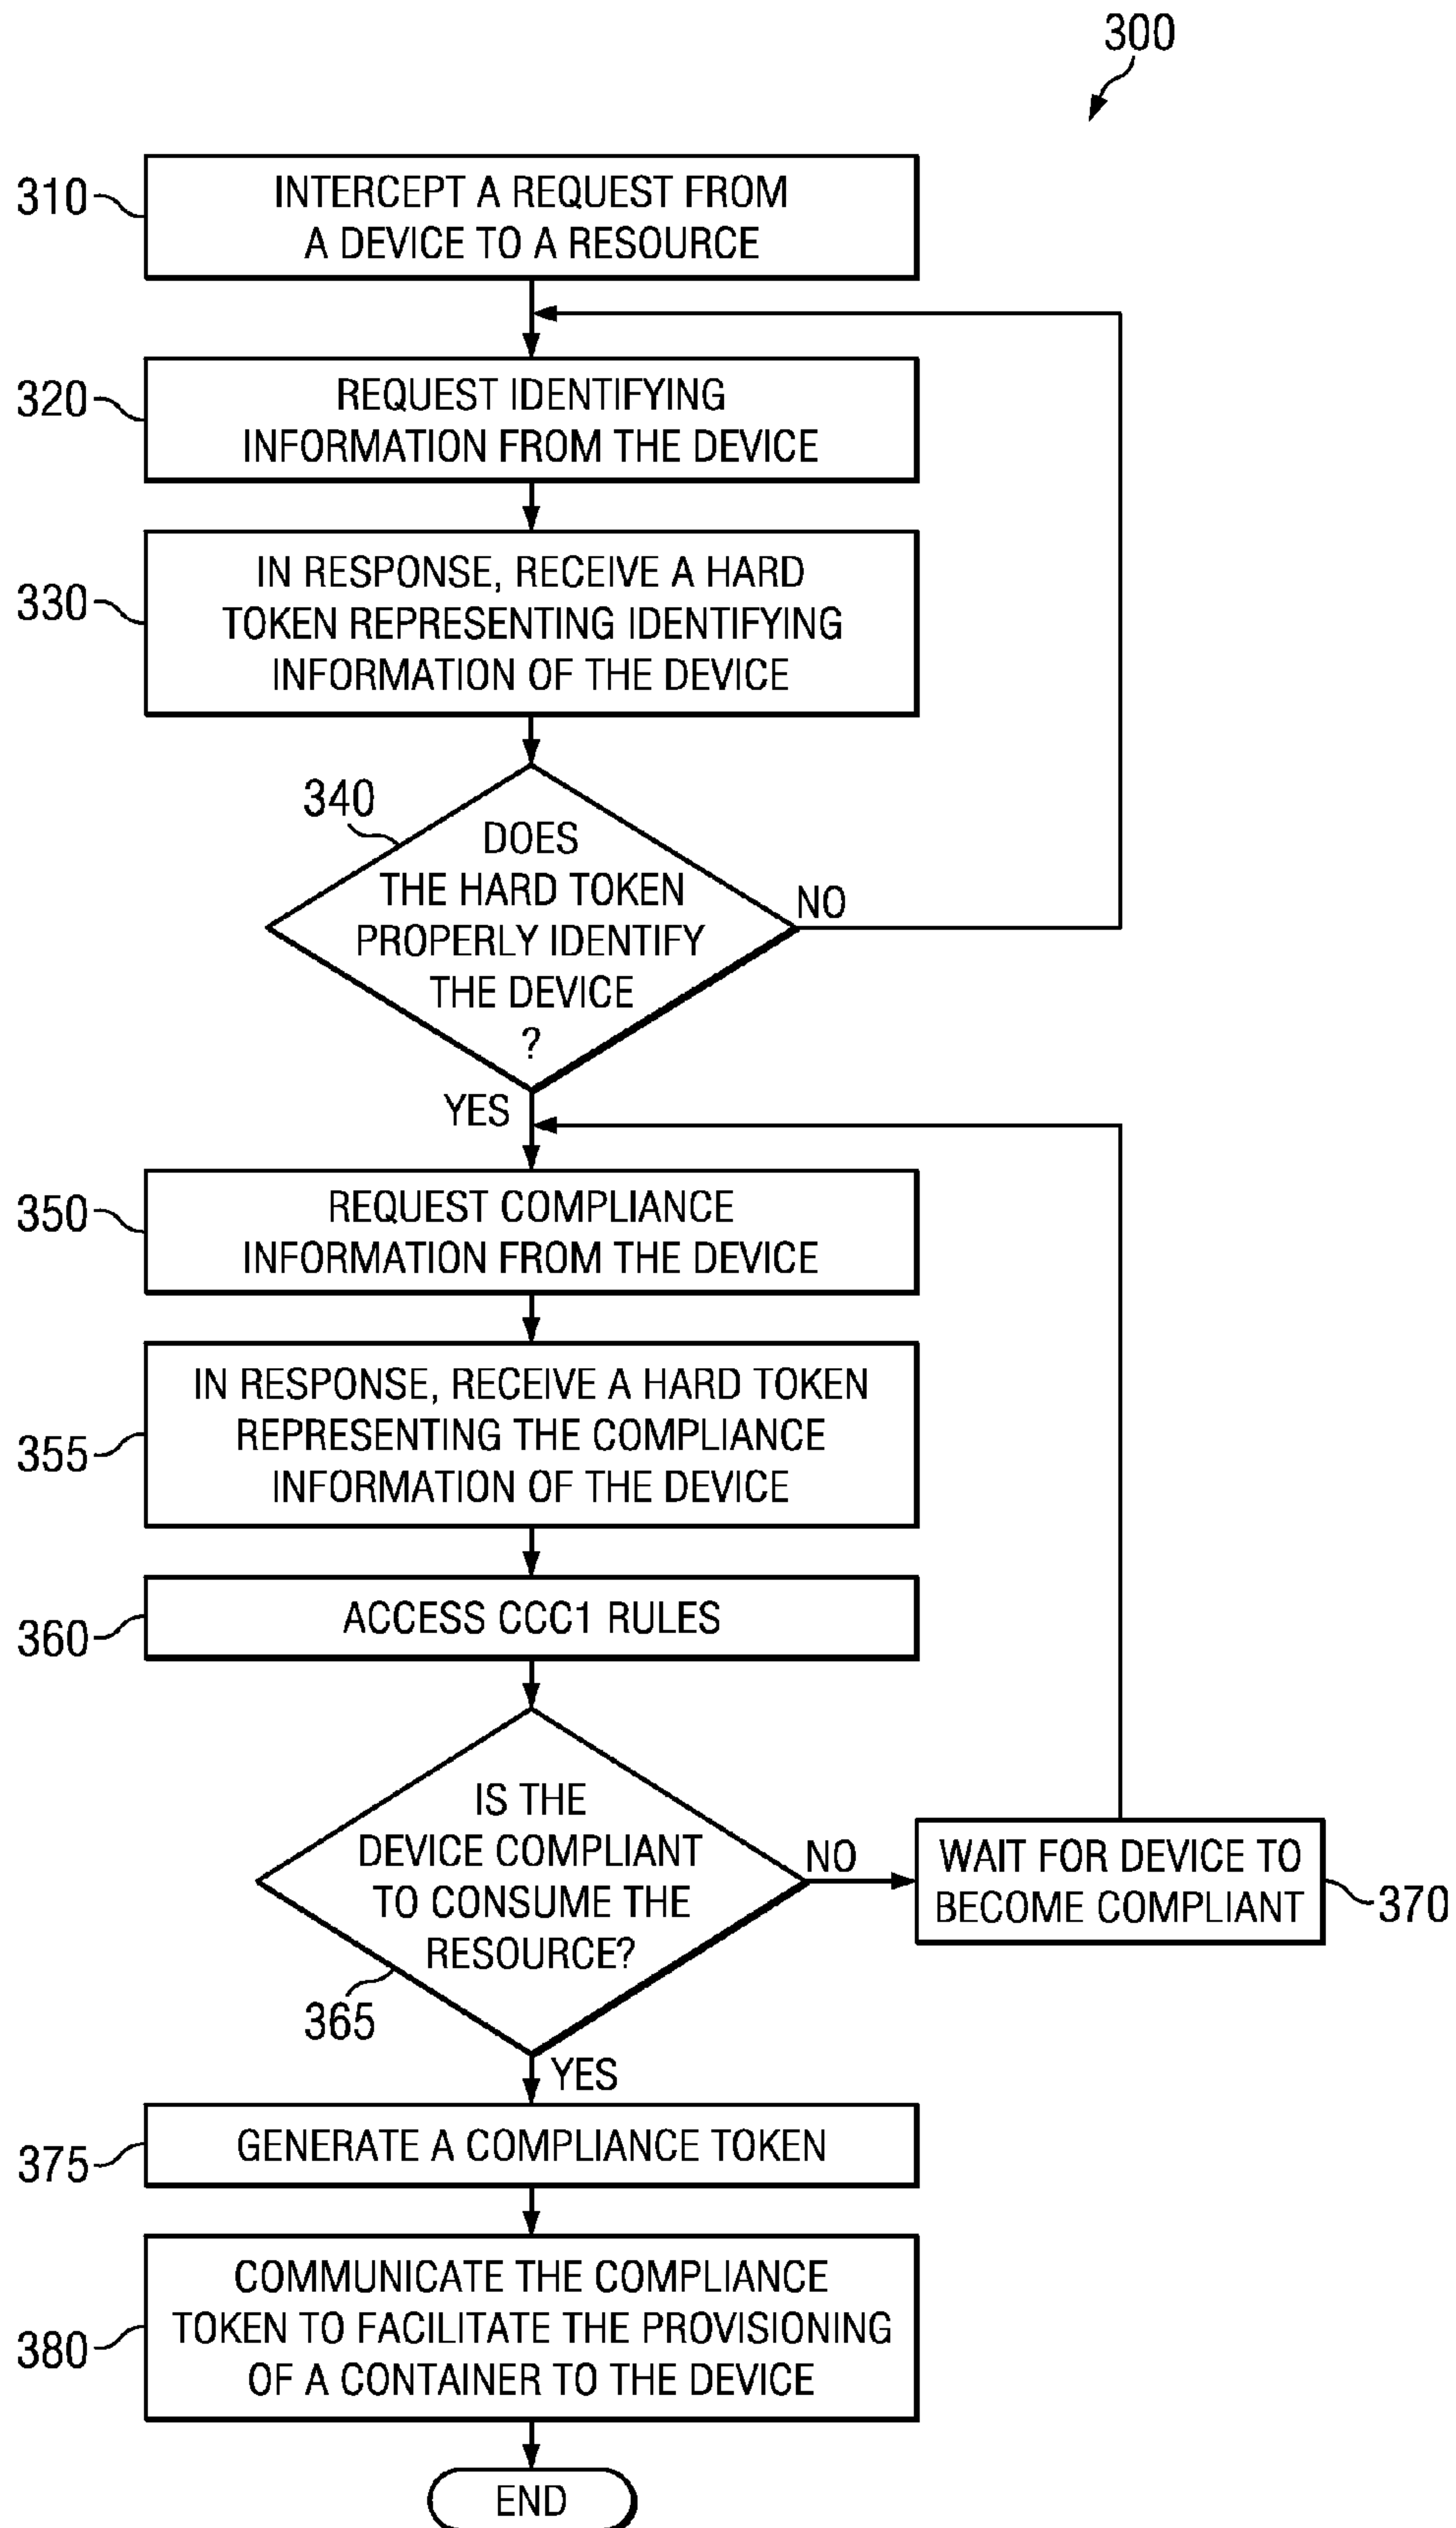 300
310
INTERCEPT A REQUEST FROM
A DEVICE TO A RESOURCE
320
REQUEST IDENTIFYING
INFORMATION FROM THE DEVICE
330
IN RESPONSE, RECEIVE A HARD
TOKEN REPRESENTING IDENTIFYING
INFORMATION OF THE DEVICE
340
DOES
THE HARD TOKEN
PROPERLY IDENTIFY
THE DEVICE
?
NO
YES
350
REQUEST COMPLIANCE
INFORMATION FROM THE DEVICE
355
IN RESPONSE, RECEIVE A HARD TOKEN
REPRESENTING THE COMPLIANCE
INFORMATION OF THE DEVICE
360
ACCESS CCC1 RULES
IS THE
DEVICE COMPLIANT
TO CONSUME THE
RESOURCE?
365
NO
WAIT FOR DEVICE TO
BECOME COMPLIANT
370
YES
375
GENERATE A COMPLIANCE TOKEN
380
COMMUNICATE THE COMPLIANCE
TOKEN TO FACILITATE THE PROVISIONING
OF A CONTAINER TO THE DEVICE
END